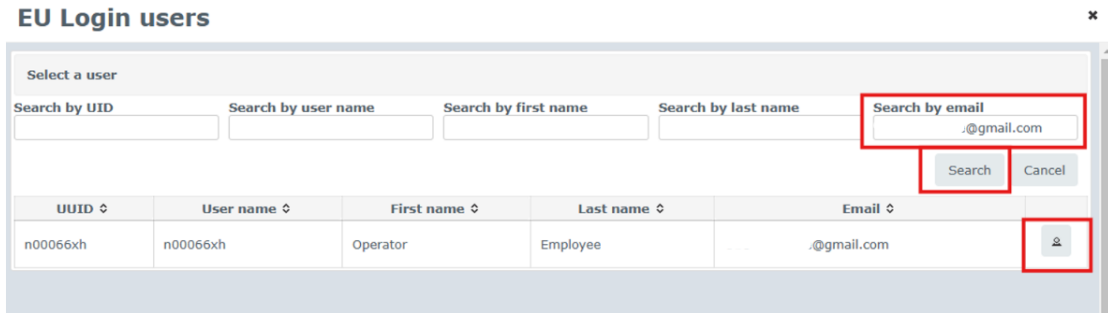 EU Login users
Select a user
Search by UID Search by user name Search by first name Search by last name Search by email
@gmail.com
Search Cancel
UUID User name First name Last name Email
n00066xh n00066xh Operator Employee @gmail.com